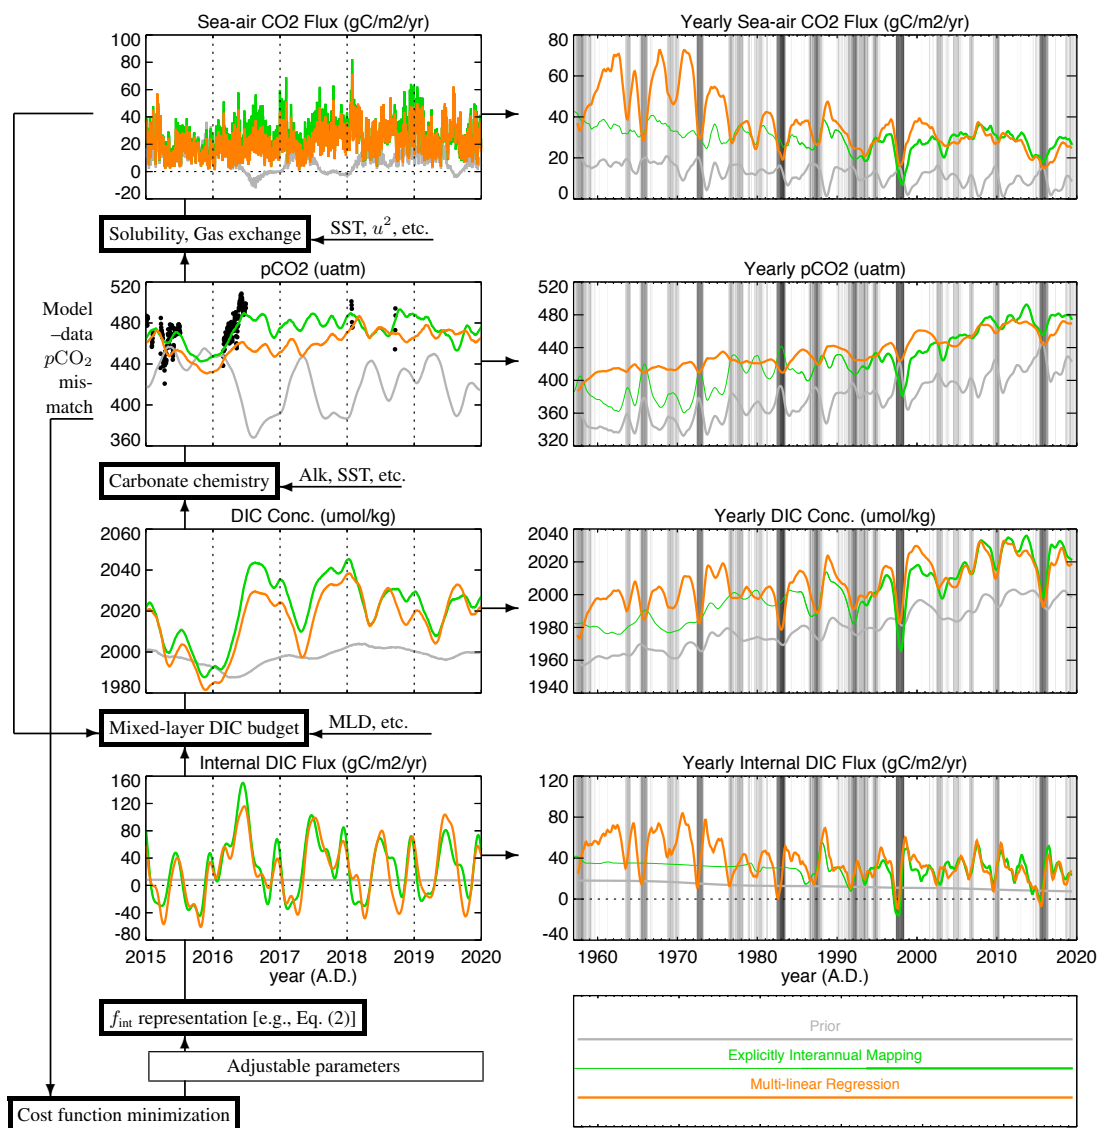 Sea-air CO2 Flux (gC/m2/yr)
100
80
60
40
20
0
-20
Yearly Sea-air CO2 Flux (gC/m2/yr)
80
60
40
20
0
Solubility, Gas exchange
SST, u², etc.
Model
–data
pCO₂
mis-
match
pCO2 (uatm)
520
480
440
400
360
Yearly pCO2 (uatm)
520
480
440
400
360
320
Carbonate chemistry
Alk, SST, etc.
DIC Conc. (umol/kg)
2060
2040
2020
2000
1980
Yearly DIC Conc. (umol/kg)
2040
2020
2000
1980
1960
1940
Mixed-layer DIC budget
MLD, etc.
Internal DIC Flux (gC/m2/yr)
160
120
80
40
0
-40
-80
2015 2016 2017 2018 2019 2020
year (A.D.)
Yearly Internal DIC Flux (gC/m2/yr)
120
80
40
0
-40
1960 1970 1980 1990 2000 2010 2020
year (A.D.)
f_int representation [e.g., Eq. (2)]
Adjustable parameters
Cost function minimization
Prior
Explicitly Interannual Mapping
Multi-linear Regression